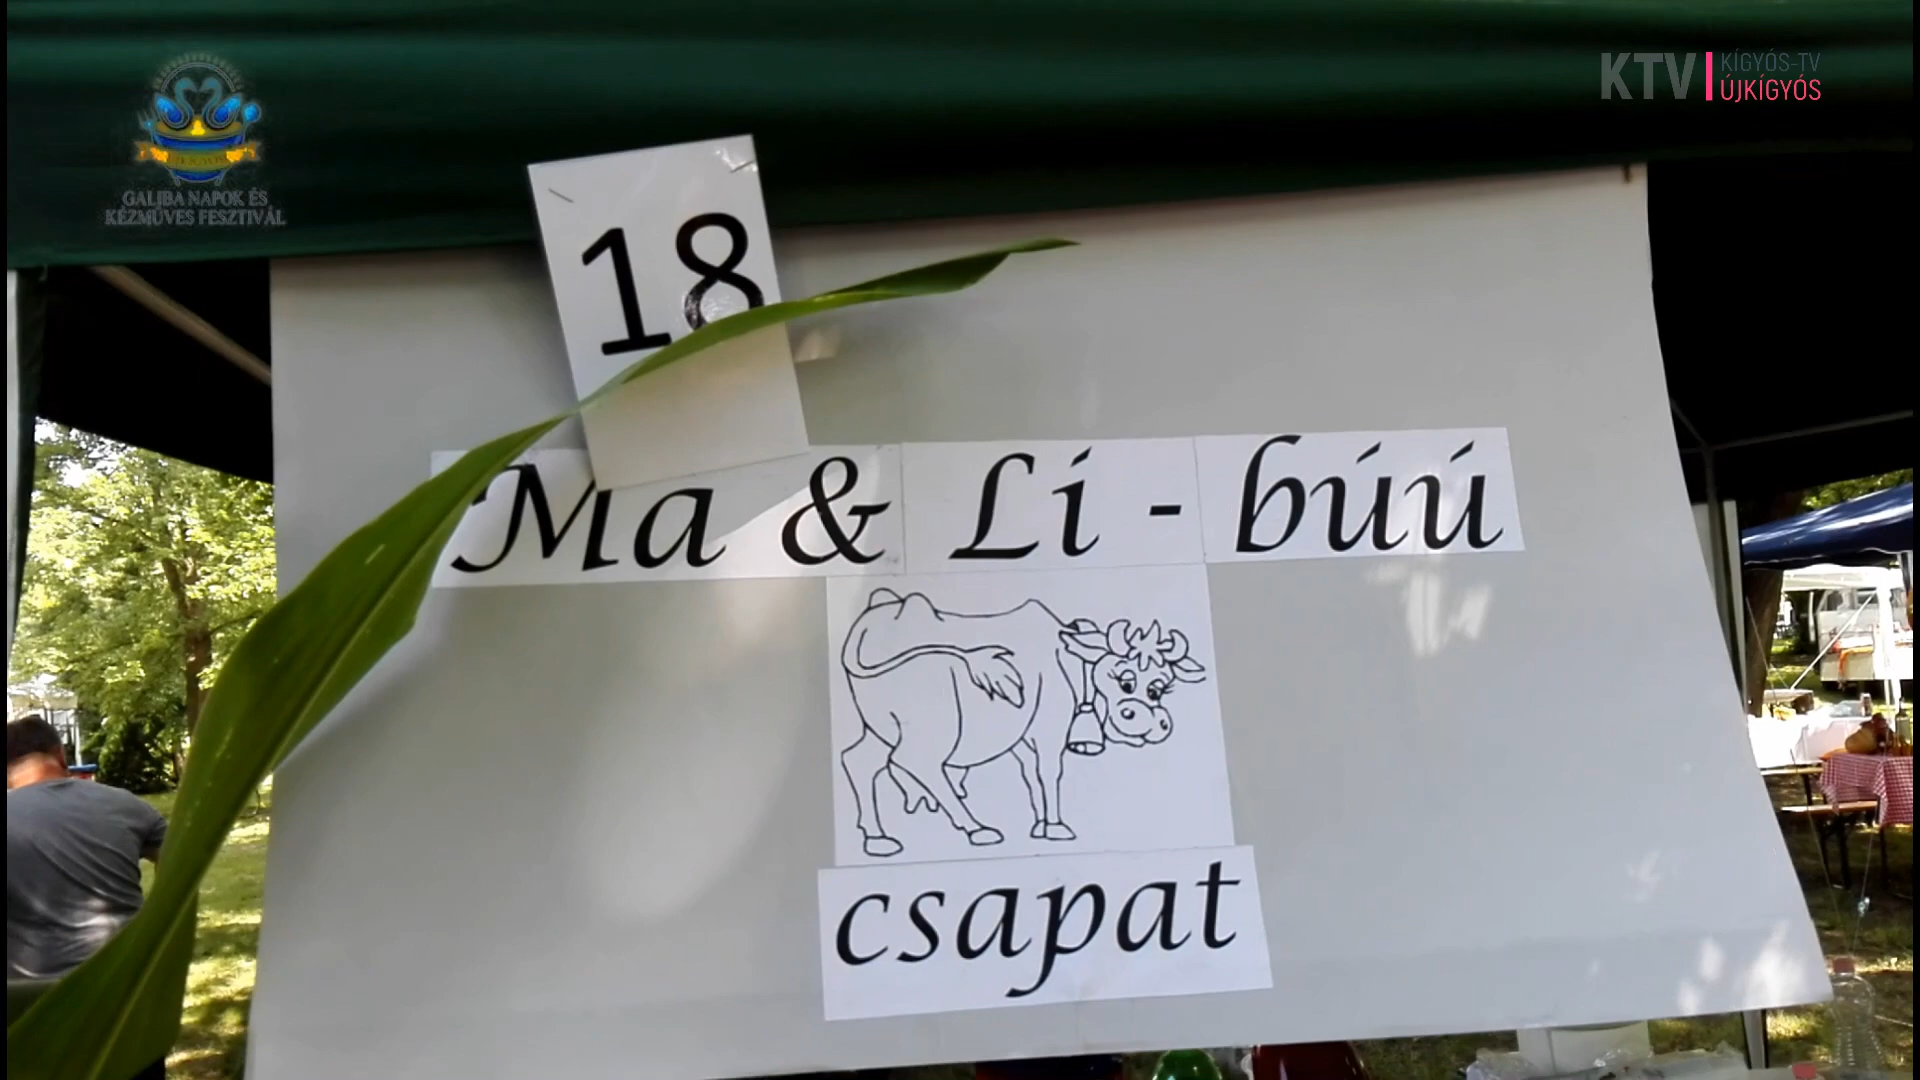 KTV
KÍGYÓS-TV
ÚJKÍGYÓS
GALIBA NAPOK ÉS
KÉZMŰVES FESZTIVÁL
18
Ma & Li - búú
csapat